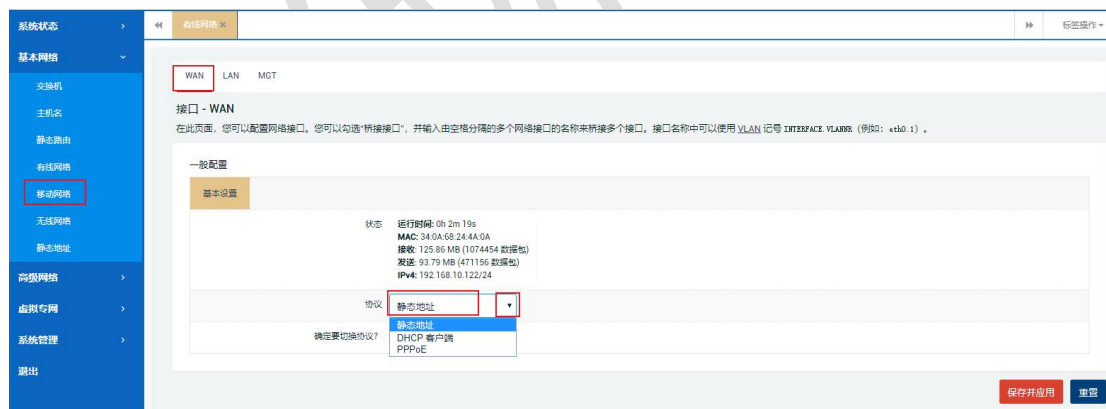 系统状态
基本网络
交换机
主机名
静态路由
有线网络
移动网络
无线网络
静态地址
高级网络
虚拟专网
系统管理
退出
有线网络
标签操作
WAN LAN MGT
接口 - WAN
在此页面，您可以配置网络接口。您可以勾选“桥接接口”，并输入由空格分隔的多个网络接口的名称来桥接多个接口。接口名称中可以使用 VLAN 记号 INTERFACE.VLANNR（例如：eth0.1）。
一般配置
基本设置
状态 运行时间: 0h 2m 19s
MAC: 34:0A:68:24:4A:0A
接收: 125.86 MB (1074454 数据包)
发送: 93.79 MB (471156 数据包)
IPv4: 192.168.10.122/24
协议 静态地址
静态地址
确定要切换协议? DHCP 客户端
PPPoE
保存并应用 重置